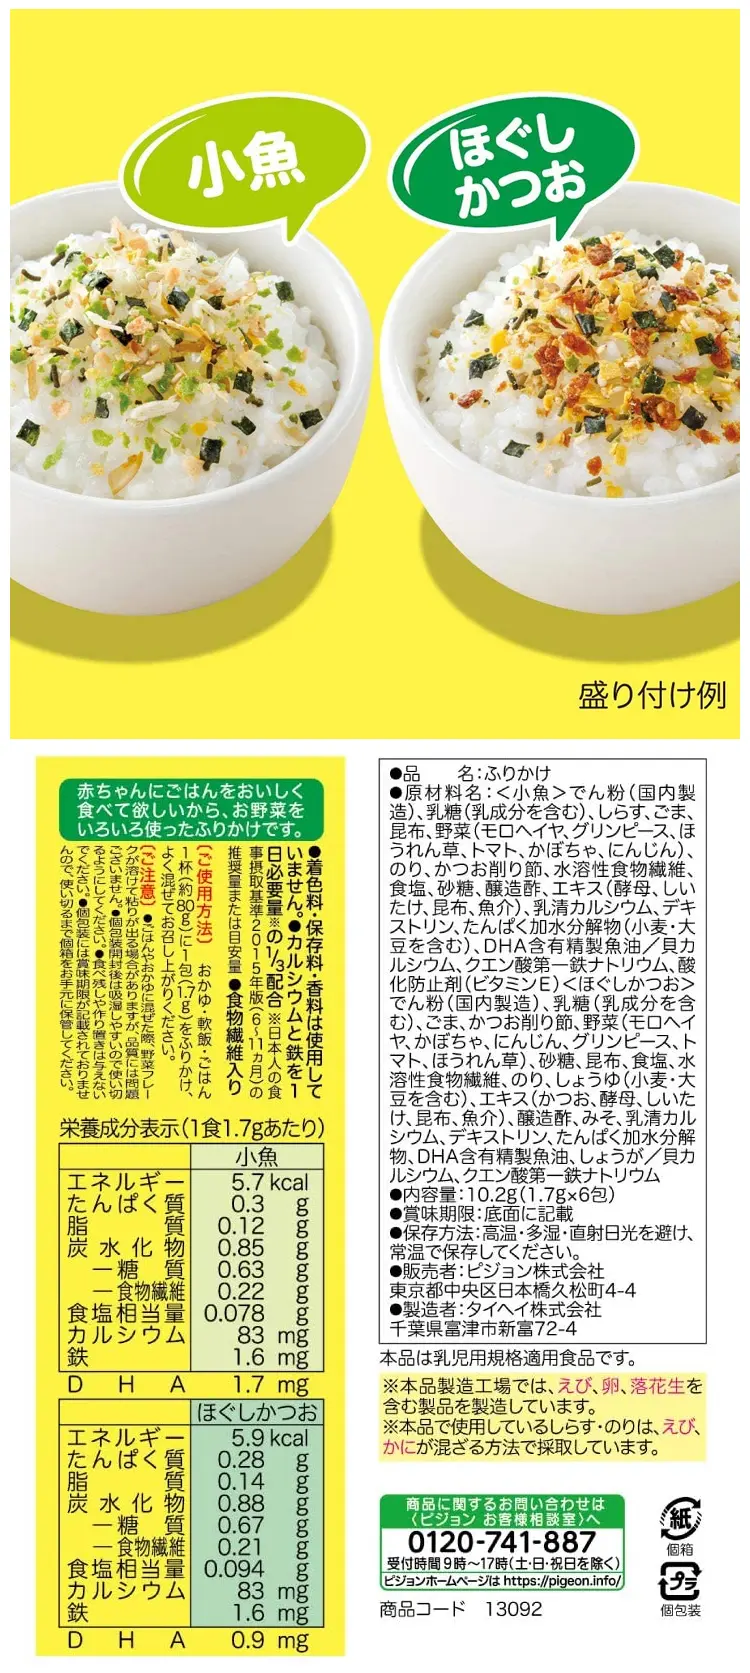 小魚
ほぐし
かつお
盛り付け例
赤ちゃんにごはんをおいしく
食べて欲しいから、お野菜を
いろいろ使ったふりかけです。
●着色料・保存料・香料は使用して
いません。●カルシウムと鉄を1
日必要量※の1/3配合 ※日本人の食
事摂取基準2015年版(6〜11ヵ月)の
推奨量または目安量 ●食物繊維入り
〔ご使用方法〕 おかゆ・軟飯・ごはん
1杯(約80g)に1包(1.7g)をふりかけ、
よく混ぜてお召し上がりください。
〔ご注意〕●ごはんやおかゆに混ぜた際、野菜フレー
クが溶けて粘りが出る場合がありますが、品質には問題
ございません。●個包装開封後は吸湿しやすいので使い切
るようにしてください。●食べ残しや作り置きは与えない
でください。●個包装には賞味期限が記載されておりませ
んので、使い切るまで個箱をお手元に保管してください。
栄養成分表示(1食1.7gあたり)
小魚
エネルギー 5.7 kcal
たんぱく質 0.3 g
脂質 0.12 g
炭水化物 0.85 g
ー糖質 0.63 g
ー食物繊維 0.22 g
食塩相当量 0.078 g
カルシウム 83 mg
鉄 1.6 mg
DHA 1.7 mg
ほぐしかつお
エネルギー 5.9 kcal
たんぱく質 0.28 g
脂質 0.14 g
炭水化物 0.88 g
ー糖質 0.67 g
ー食物繊維 0.21 g
食塩相当量 0.094 g
カルシウム 83 mg
鉄 1.6 mg
DHA 0.9 mg
●品 名:ふりかけ
●原材料名:<小魚>でん粉(国内製
造)、乳糖(乳成分を含む)、しらす、ごま、
昆布、野菜(モロヘイヤ、グリンピース、ほ
うれん草、トマト、かぼちゃ、にんじん)、
のり、かつお削り節、水溶性食物繊維、
食塩、砂糖、醸造酢、エキス(酵母、しい
たけ、昆布、魚介)、乳清カルシウム、デキ
ストリン、たんぱく加水分解物(小麦・大
豆を含む)、DHA含有精製魚油/貝カ
ルシウム、クエン酸第一鉄ナトリウム、酸
化防止剤(ビタミンE)<ほぐしかつお>
でん粉(国内製造)、乳糖(乳成分を含
む)、ごま、かつお削り節、野菜(モロヘイ
ヤ、かぼちゃ、にんじん、グリンピース、ト
マト、ほうれん草)、砂糖、昆布、食塩、水
溶性食物繊維、のり、しょうゆ(小麦・大
豆を含む)、エキス(かつお、酵母、しいた
け、昆布、魚介)、醸造酢、みそ、乳清カル
シウム、デキストリン、たんぱく加水分解
物、DHA含有精製魚油、しょうが/貝カ
ルシウム、クエン酸第一鉄ナトリウム
●内容量:10.2g(1.7g×6包)
●賞味期限:底面に記載
●保存方法:高温・多湿・直射日光を避け、
常温で保存してください。
●販売者:ピジョン株式会社
東京都中央区日本橋久松町4-4
●製造者:タイヘイ株式会社
千葉県富津市新富72-4
本品は乳児用規格適用食品です。
※本品製造工場では、えび、卵、落花生を
含む製品を製造しています。
※本品で使用しているしらす・のりは、えび、
かにが混ざる方法で採取しています。
商品に関するお問い合わせは
〈ピジョン お客様相談室〉へ
0120-741-887
受付時間9時〜17時(土・日・祝日を除く)
ピジョンホームページは https://pigeon.info/
商品コード 13092
紙
個箱
プラ
個包装